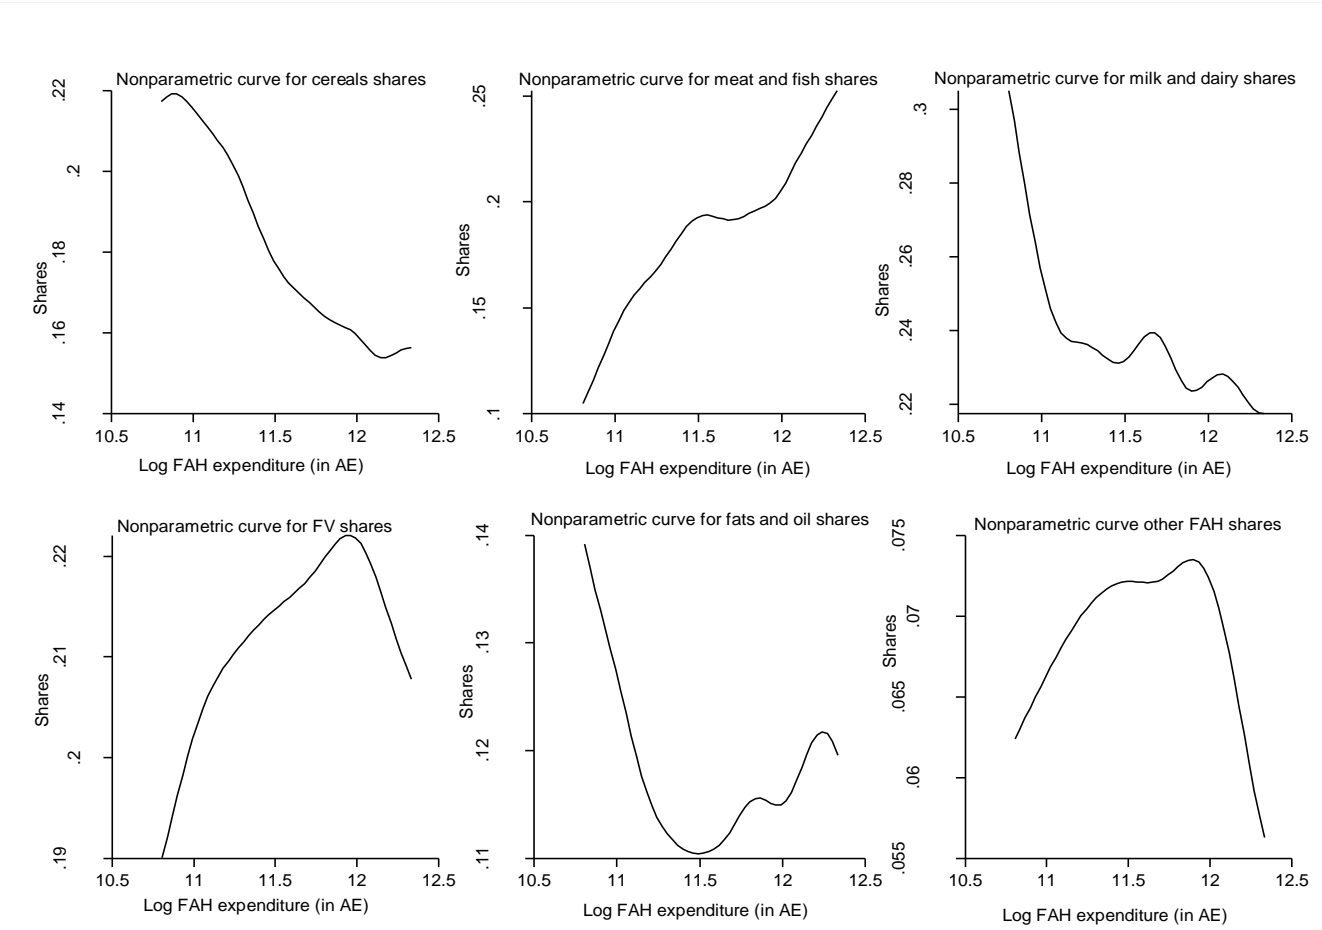 Nonparametric curve for cereals shares
.22
.2
.18
.16
.14
Shares
10.5 11 11.5 12 12.5
Log FAH expenditure (in AE)
Nonparametric curve for meat and fish shares
.25
.2
.15
.1
Shares
10.5 11 11.5 12 12.5
Log FAH expenditure (in AE)
Nonparametric curve for milk and dairy shares
.3
.28
.26
.24
.22
Shares
10.5 11 11.5 12 12.5
Log FAH expenditure (in AE)
Nonparametric curve for FV shares
.22
.21
.2
.19
Shares
10.5 11 11.5 12 12.5
Log FAH expenditure (in AE)
Nonparametric curve for fats and oil shares
.14
.13
.12
.11
Shares
10.5 11 11.5 12 12.5
Log FAH expenditure (in AE)
Nonparametric curve other FAH shares
.075
.07
.065
.06
.055
Shares
10.5 11 11.5 12 12.5
Log FAH expenditure (in AE)